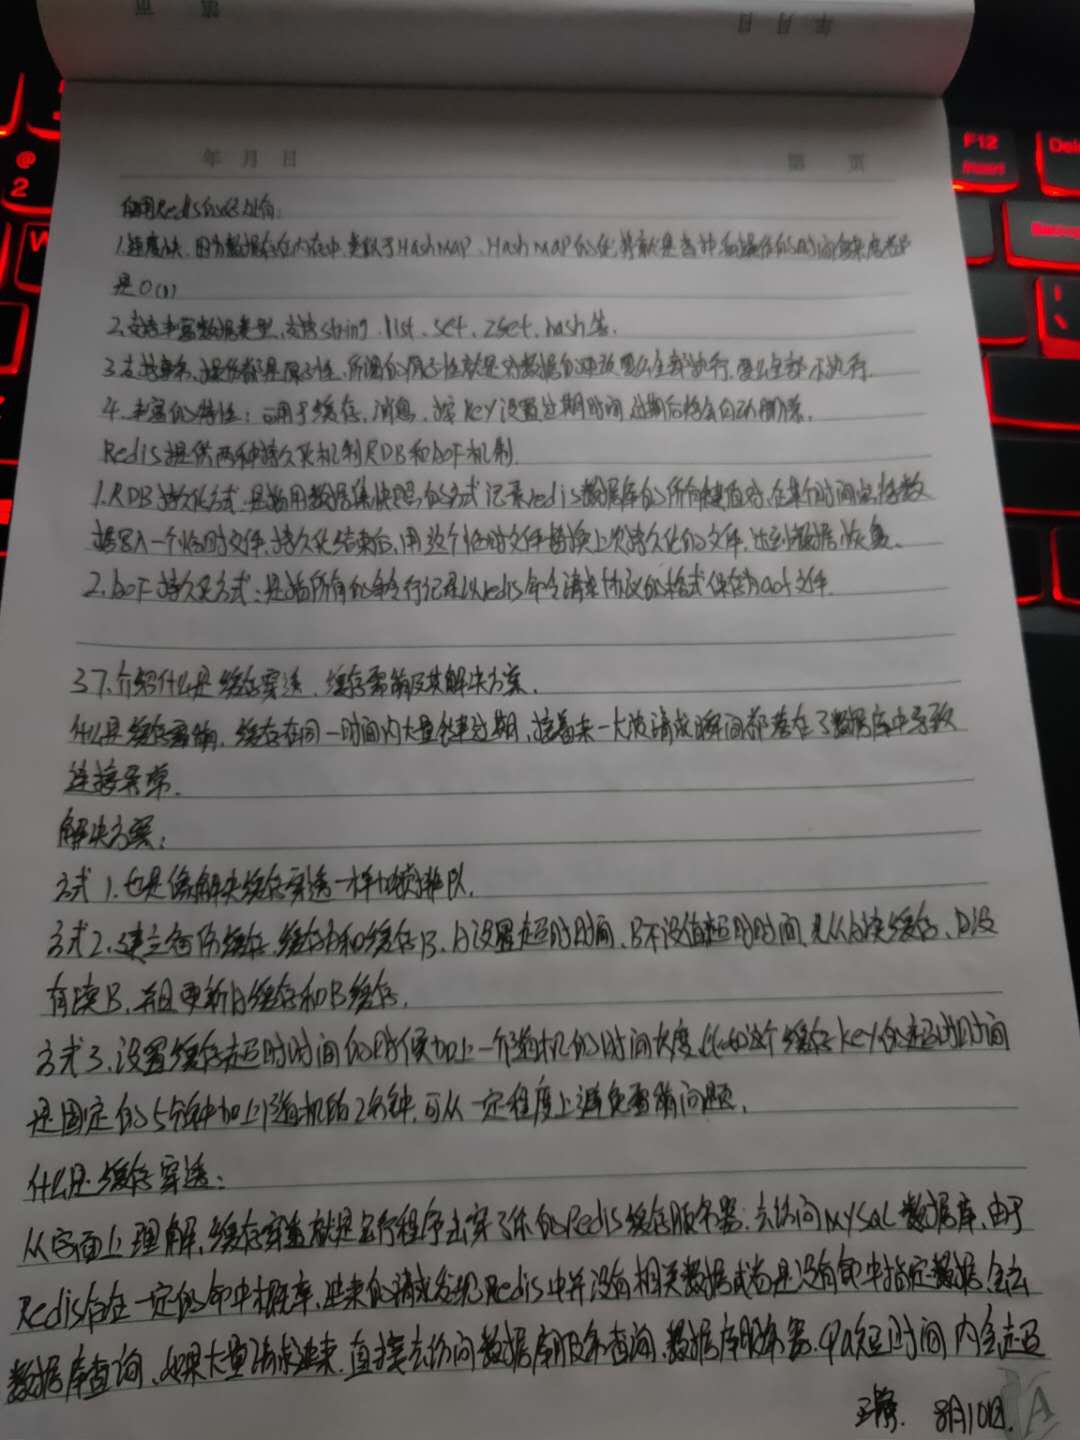 第 页
年 月 日
年 月 日 第 页
使用Redis的好处有:
1.速度快,因为数据存在内存中,类似于HashMap、HashMap的优势就是查找和操作的时间复杂度都
是O(1)
2.支持丰富数据类型,支持string、list、set、Zset、hash等.
3.支持事务,操作都是原子性,所谓的原子性就是对数据的更改要么全部执行,要么全都不执行.
4.丰富的特性:可用于缓存,消息,按key设置过期时间,过期后将会自动删除.
Redis提供两种持久化机制RDB和AOF机制.
1.RDB持久化方式:是指用数据集快照的方式记录redis数据库的所有键值对,在某个时间点将数
据写入一个临时文件,持久化结束后,用这个临时文件替换上次持久化的文件,达到数据恢复.
2.AOF持久化方式:是指所有的命令行记录以redis命令请求协议的格式保存为aof文件.
37.介绍什么是缓存穿透、缓存雪崩及其解决方案.
什么是缓存雪崩,缓存在同一时间内大量键过期,接着来一大波请求瞬间都落在了数据库中导致
连接异常.
解决方案:
方式1.也是像解决缓存穿透一样加锁排队.
方式2.建立备份缓存,缓存A和缓存B,A设置超时时间,B不设值超时时间,先从A读缓存,A没
有读B,并且更新A缓存和B缓存.
方式3.设置缓存超时时间的时候加上一个随机的时间长度,比如这个缓存key的超时时间
是固定的5分钟加上随机的2分钟,可从一定程度上避免雪崩问题.
什么是缓存穿透:
从字面上理解,缓存穿透就是运行程序击穿了你的Redis缓存服务器,去访问MYSQL数据库,由于
Redis存在一定的命中概率,进来的请求发现Redis中并没有相关数据或者是没有命中指定数据,会去
数据库查询,如果大量请求进来,直接去访问数据库服务查询,数据库服务器,中短时间内会超
8月10日.
A